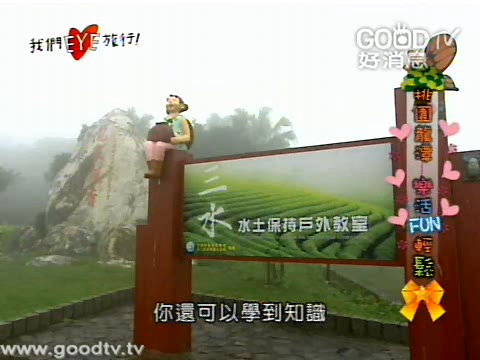 我們EYE旅行!
GOOD TV
好消息
桃園龍潭 樂活FUN輕鬆
三水
水土保持戶外教室
你還可以學到知識
www.goodtv.tv